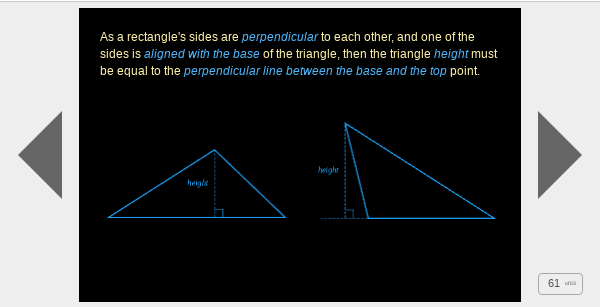 As a rectangle's sides are perpendicular to each other, and one of the
sides is aligned with the base of the triangle, then the triangle height must
be equal to the perpendicular line between the base and the top point.
height
height
61 of 63